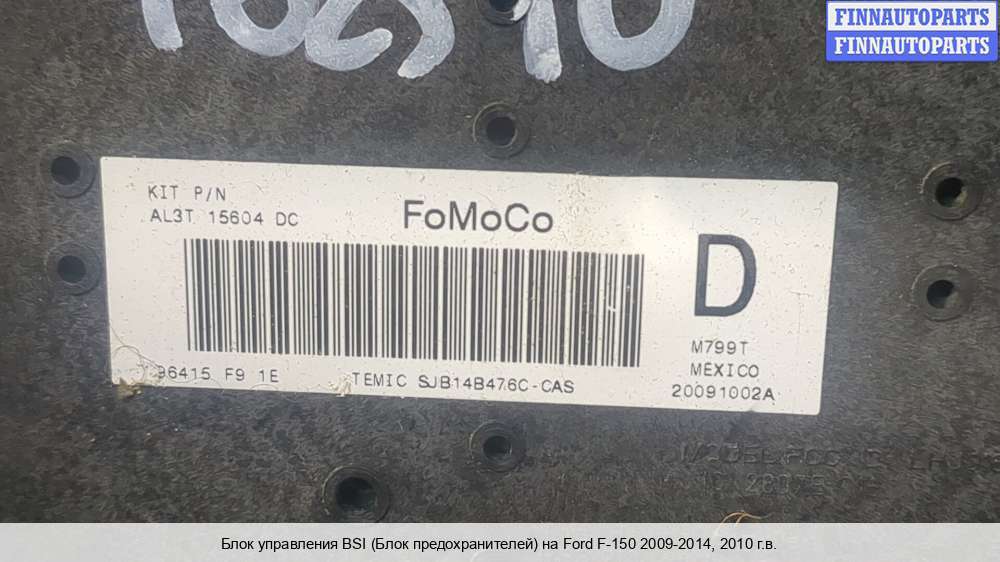 FINNAUTOPARTS
FINNAUTOPARTS
KIT P/N
AL3T 15604 DC
FoMoCo
D
M799T
MEXICO
20091002A
96415 F9 1E
TEMIC SJB14B476C-CAS
Блок управления BSI (Блок предохранителей) на Ford F-150 2009-2014, 2010 г.в.